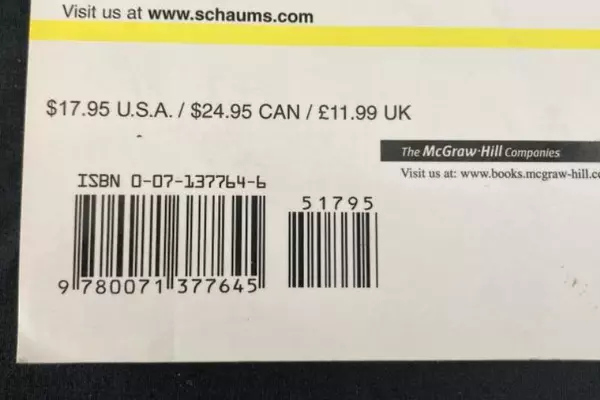 Visit us at www.schaums.com
$17.95 U.S.A. / $24.95 CAN / £11.99 UK
The McGraw·Hill Companies
Visit us at: www.books.mcgraw-hill.c
ISBN 0-07-137764-6
51795
9 780071 377645